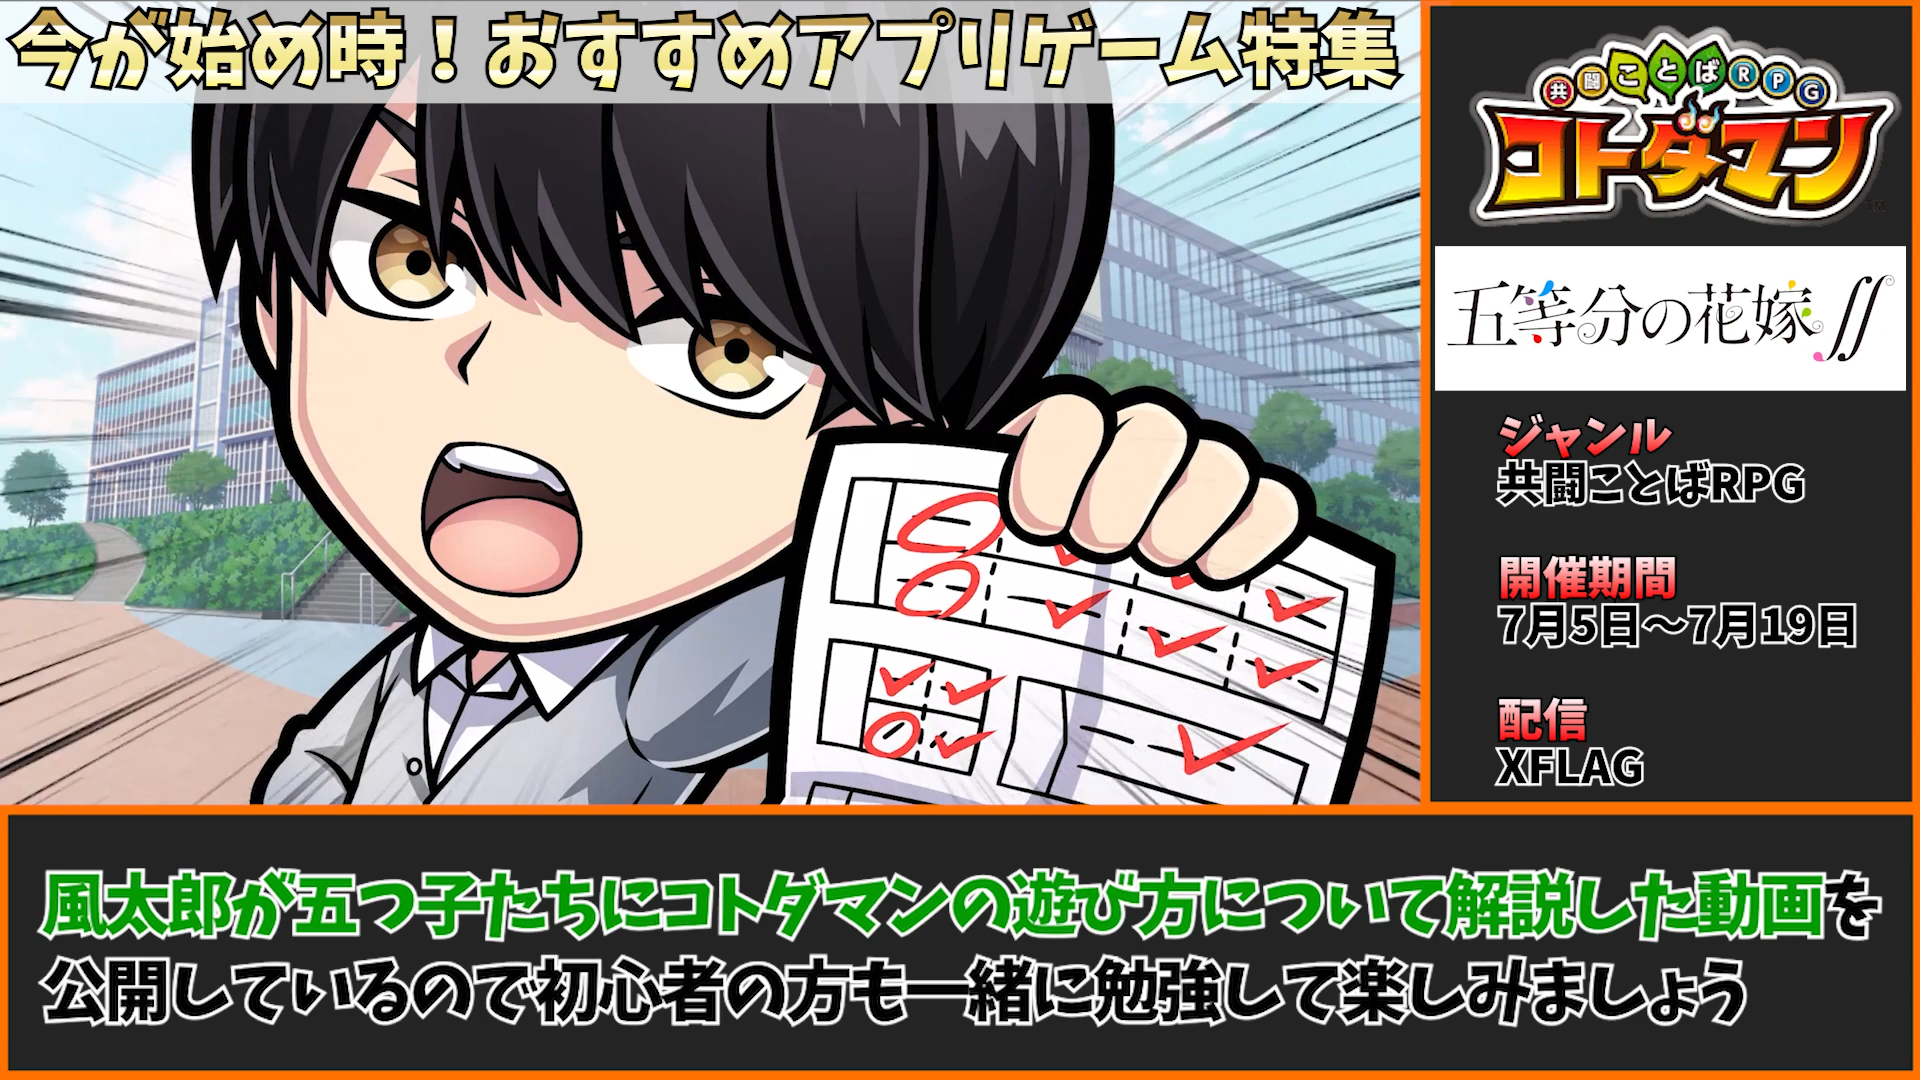 今が始め時！おすすめアプリゲーム特集
共闘ことばRPG
コトダマン
五等分の花嫁∬
ジャンル
共闘ことばRPG
開催期間
7月5日～7月19日
配信
XFLAG
風太郎が五つ子たちにコトダマンの遊び方について解説した動画を
公開しているので初心者の方も一緒に勉強して楽しみましょう